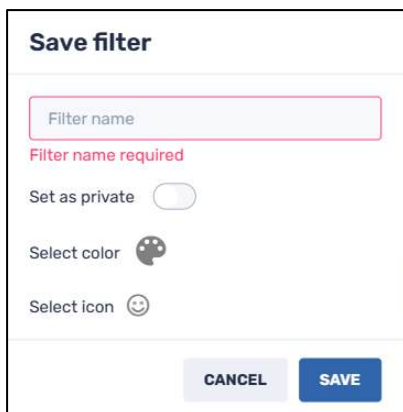 Save filter
Filter name
Filter name required
Set as private
Select color
Select icon
CANCEL SAVE